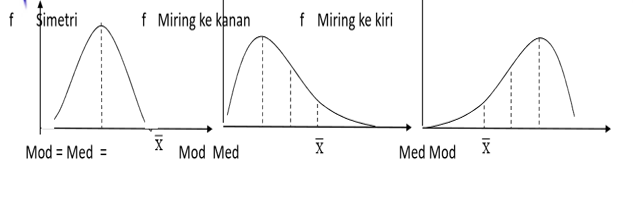 f Simetri f Miring ke kanan f Miring ke kiri
Mod = Med = X̅ Mod Med X̅ Med Mod X̅